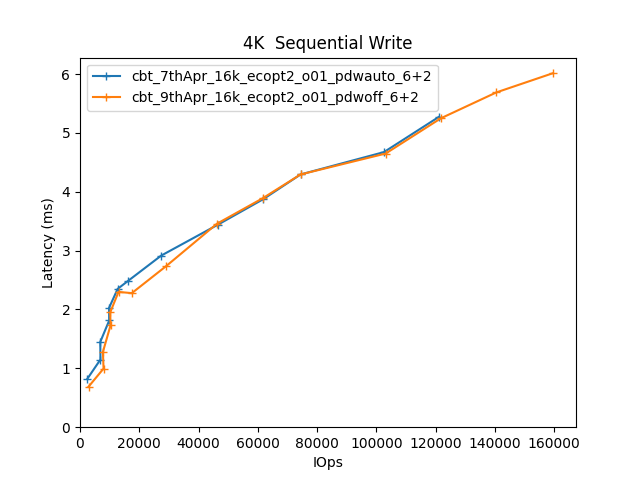 4K  Sequential Write
cbt_7thApr_16k_ecopt2_o01_pdwauto_6+2
cbt_9thApr_16k_ecopt2_o01_pdwoff_6+2
Latency (ms)
6
5
4
3
2
1
0
0 20000 40000 60000 80000 100000 120000 140000 160000
IOps